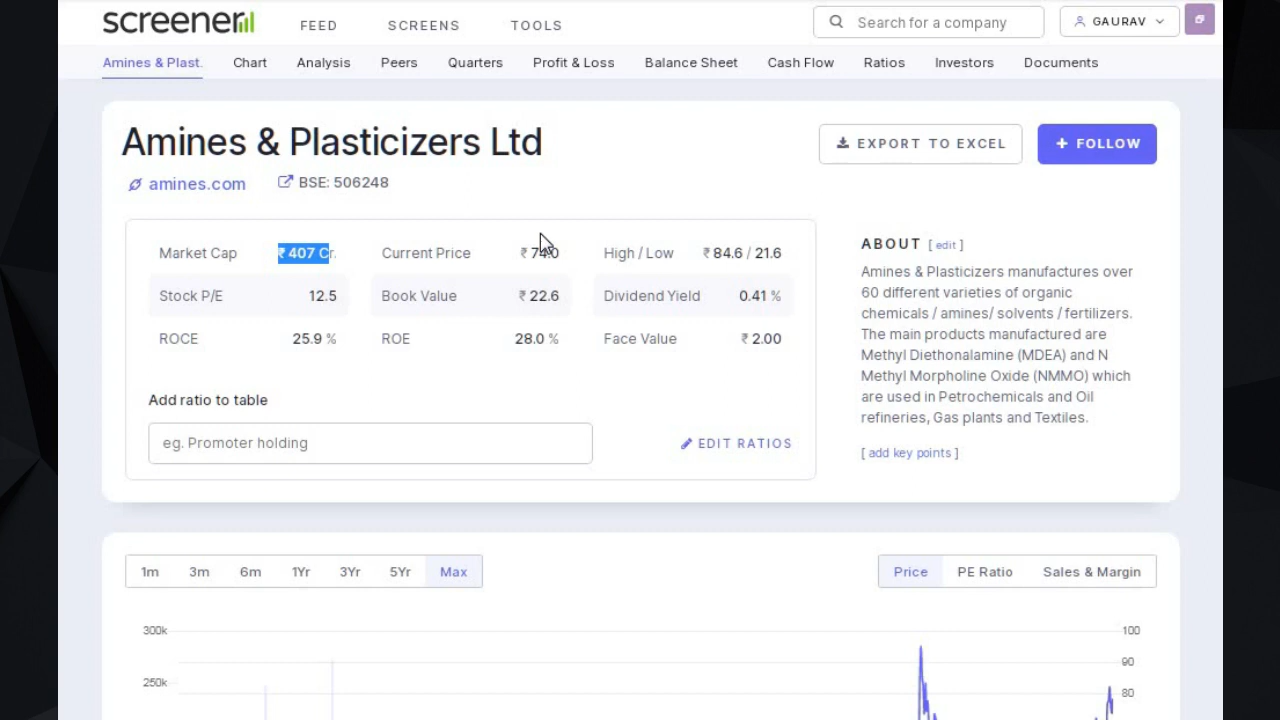 screener
FEED SCREENS TOOLS
Search for a company
GAURAV
Amines & Plast. Chart Analysis Peers Quarters Profit & Loss Balance Sheet Cash Flow Ratios Investors Documents
Amines & Plasticizers Ltd
EXPORT TO EXCEL
FOLLOW
amines.com BSE: 506248
Market Cap ₹ 407 Cr. Current Price ₹ High / Low ₹ 84.6 / 21.6
Stock P/E 12.5 Book Value ₹ 22.6 Dividend Yield 0.41 %
ROCE 25.9 % ROE 28.0 % Face Value ₹ 2.00
Add ratio to table
eg. Promoter holding
EDIT RATIOS
ABOUT [ edit ]
Amines & Plasticizers manufactures over
60 different varieties of organic
chemicals / amines/ solvents / fertilizers.
The main products manufactured are
Methyl Diethonalamine (MDEA) and N
Methyl Morpholine Oxide (NMMO) which
are used in Petrochemicals and Oil
refineries, Gas plants and Textiles.
[ add key points ]
1m 3m 6m 1Yr 3Yr 5Yr Max
Price PE Ratio Sales & Margin
300k 100
90
250k 80